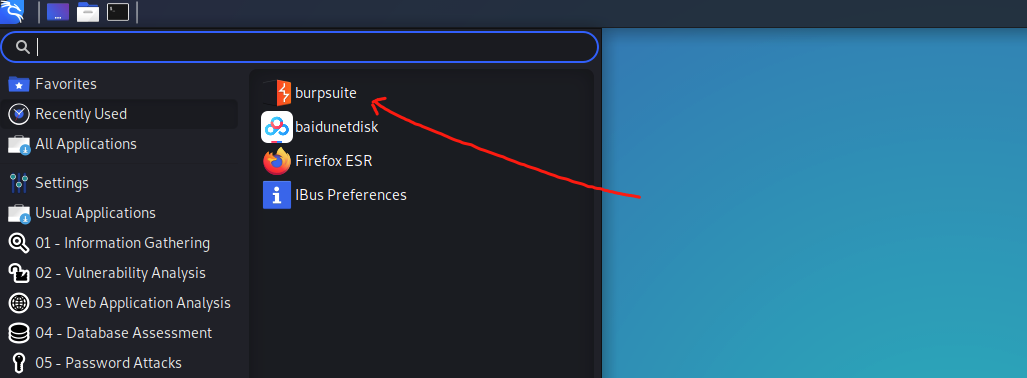 Favorites
Recently Used
All Applications
Settings
Usual Applications
01 - Information Gathering
02 - Vulnerability Analysis
03 - Web Application Analysis
04 - Database Assessment
05 - Password Attacks
burpsuite
baidunetdisk
Firefox ESR
IBus Preferences